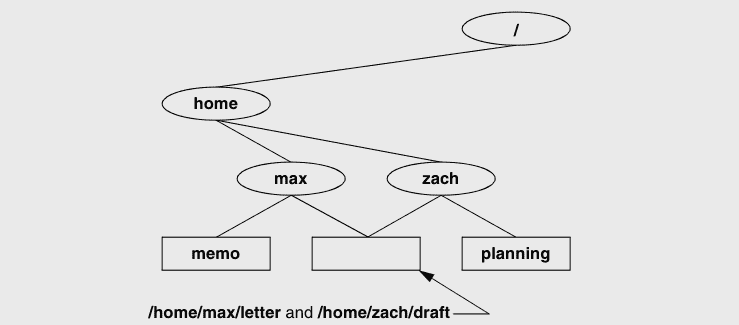 /
home
max
zach
memo
planning
/home/max/letter and /home/zach/draft